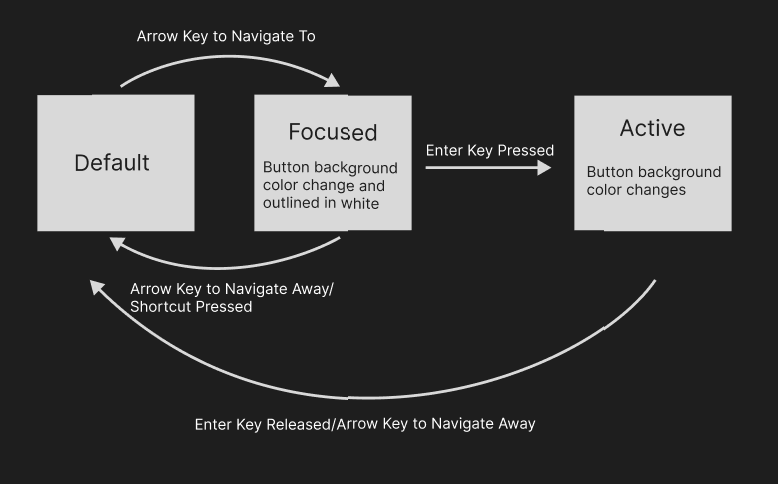 Arrow Key to Navigate To
Default
Focused
Button background
color change and
outlined in white
Enter Key Pressed
Active
Button background
color changes
Arrow Key to Navigate Away/
Shortcut Pressed
Enter Key Released/Arrow Key to Navigate Away